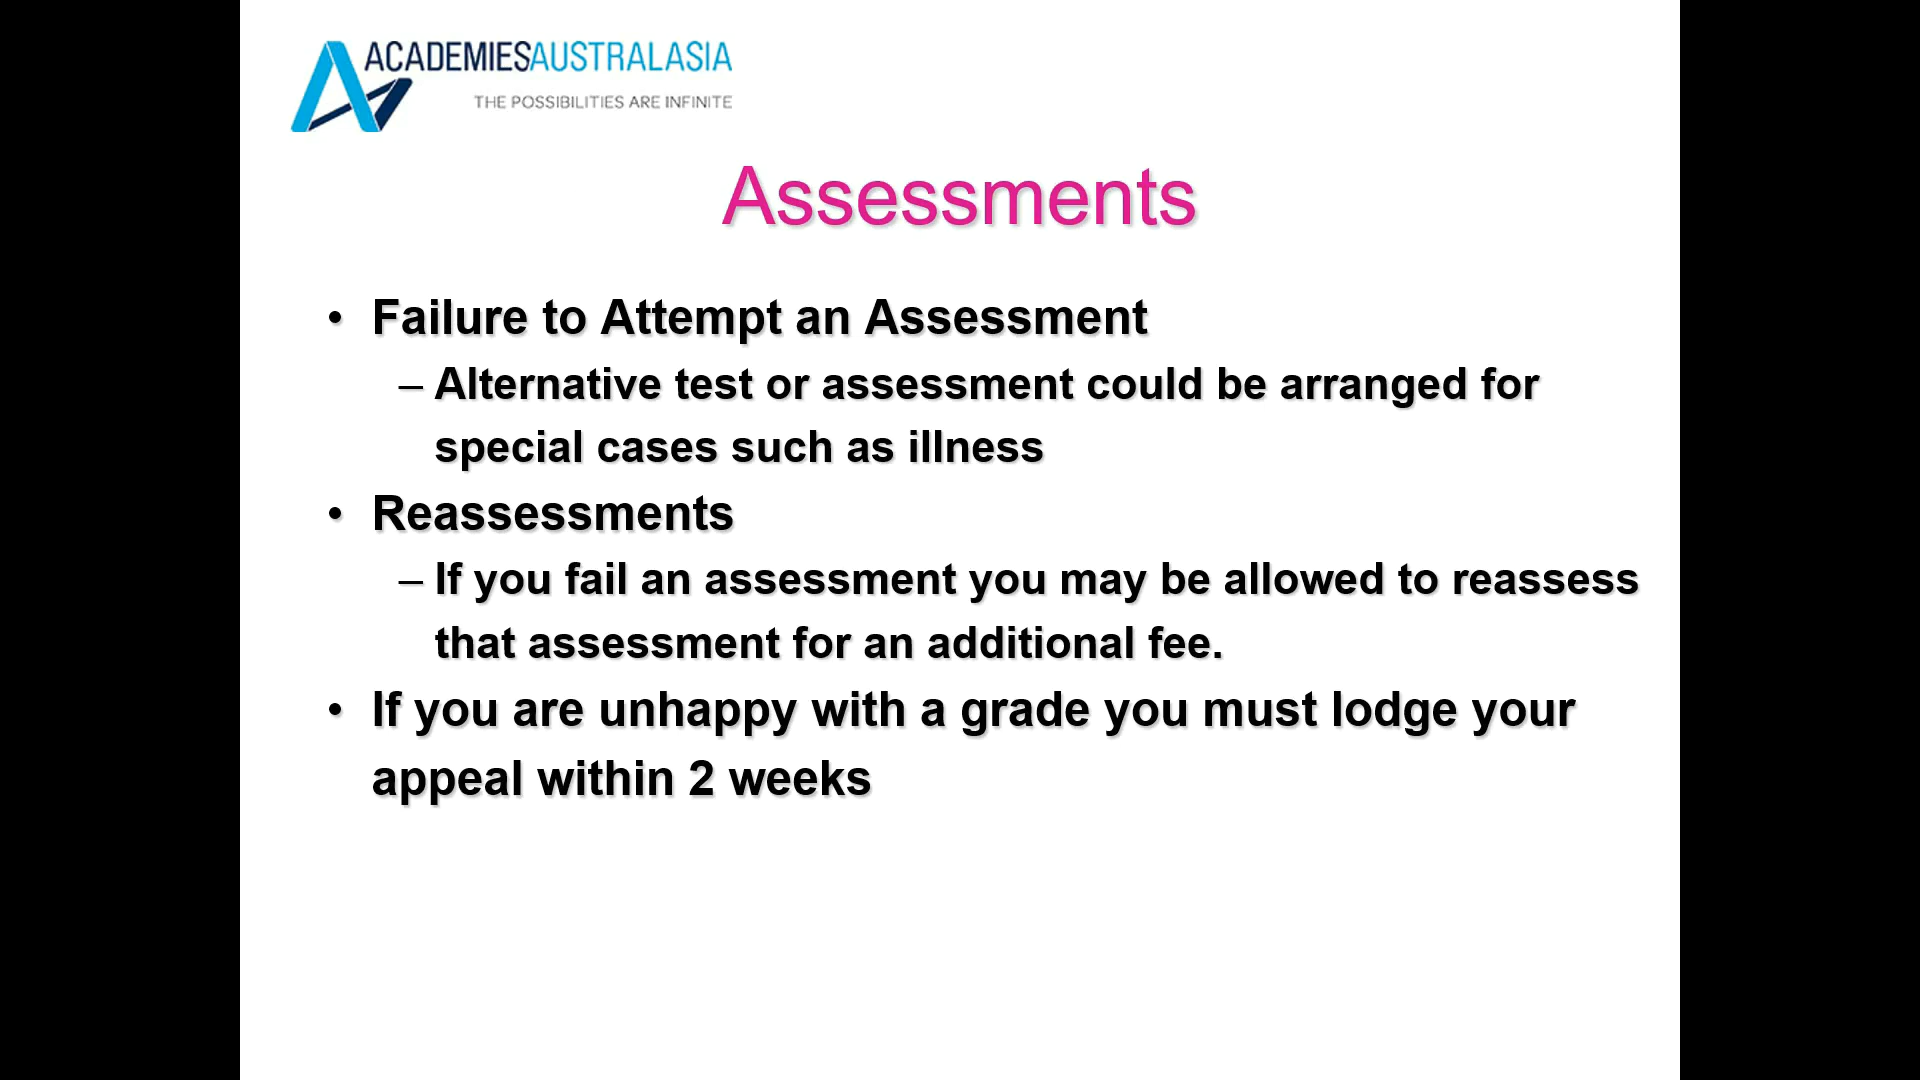 ACADEMIESAUSTRALASIA
THE POSSIBILITIES ARE INFINITE
Assessments
• Failure to Attempt an Assessment
– Alternative test or assessment could be arranged for
special cases such as illness
• Reassessments
– If you fail an assessment you may be allowed to reassess
that assessment for an additional fee.
• If you are unhappy with a grade you must lodge your
appeal within 2 weeks